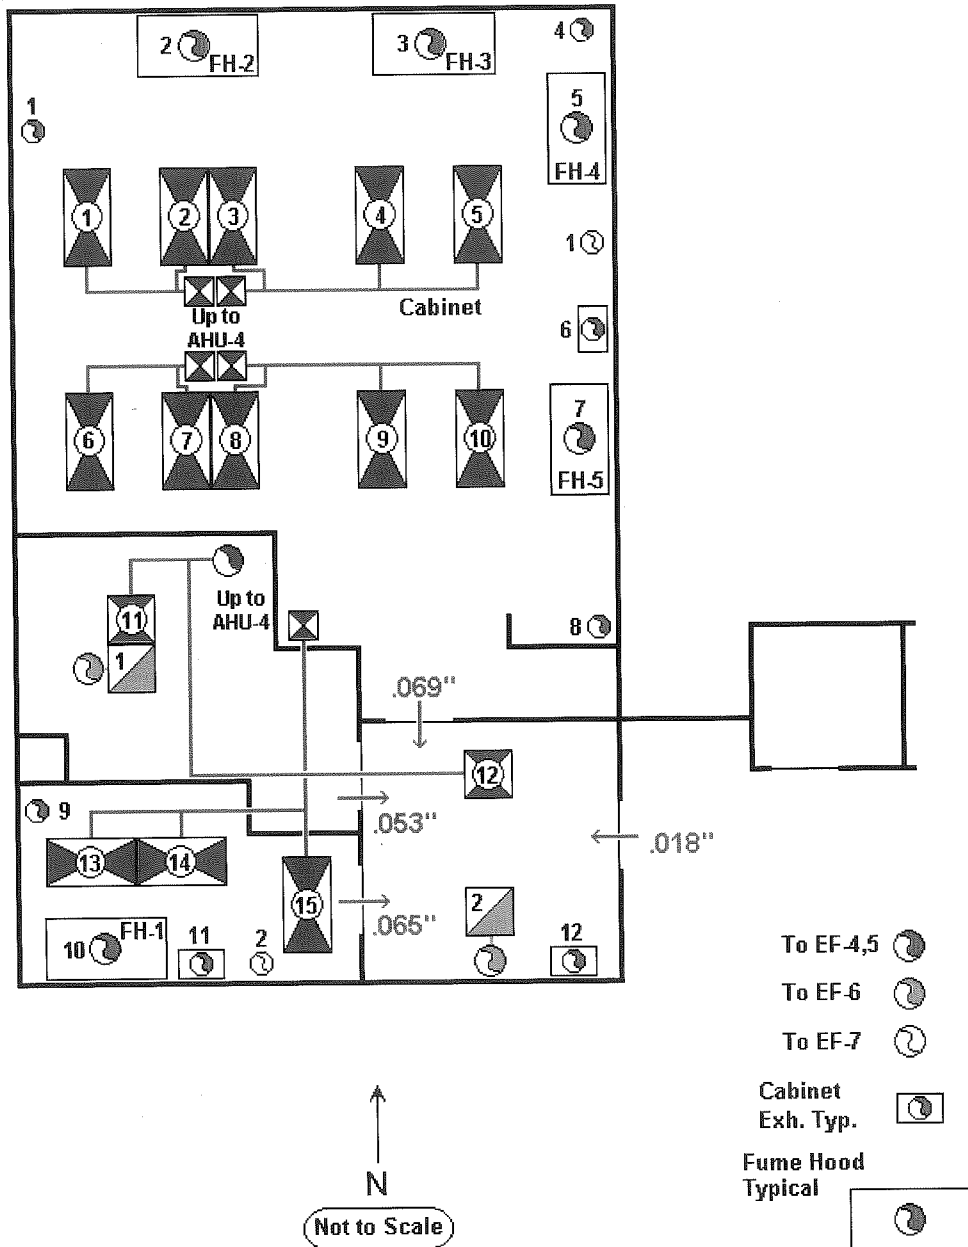 2
FH-2
3
FH-3
4
1
5
FH-4
1
2
3
4
5
1
Cabinet
Up to
AHU-4
6
6
7
8
9
10
7
FH-5
Up to
AHU-4
11
1
8
.069"
12
9
.053"
.018"
13
14
15
.065"
2
10
FH-1
11
2
12
To EF-4,5
To EF-6
To EF-7
Cabinet
Exh. Typ.
Fume Hood
Typical
N
Not to Scale